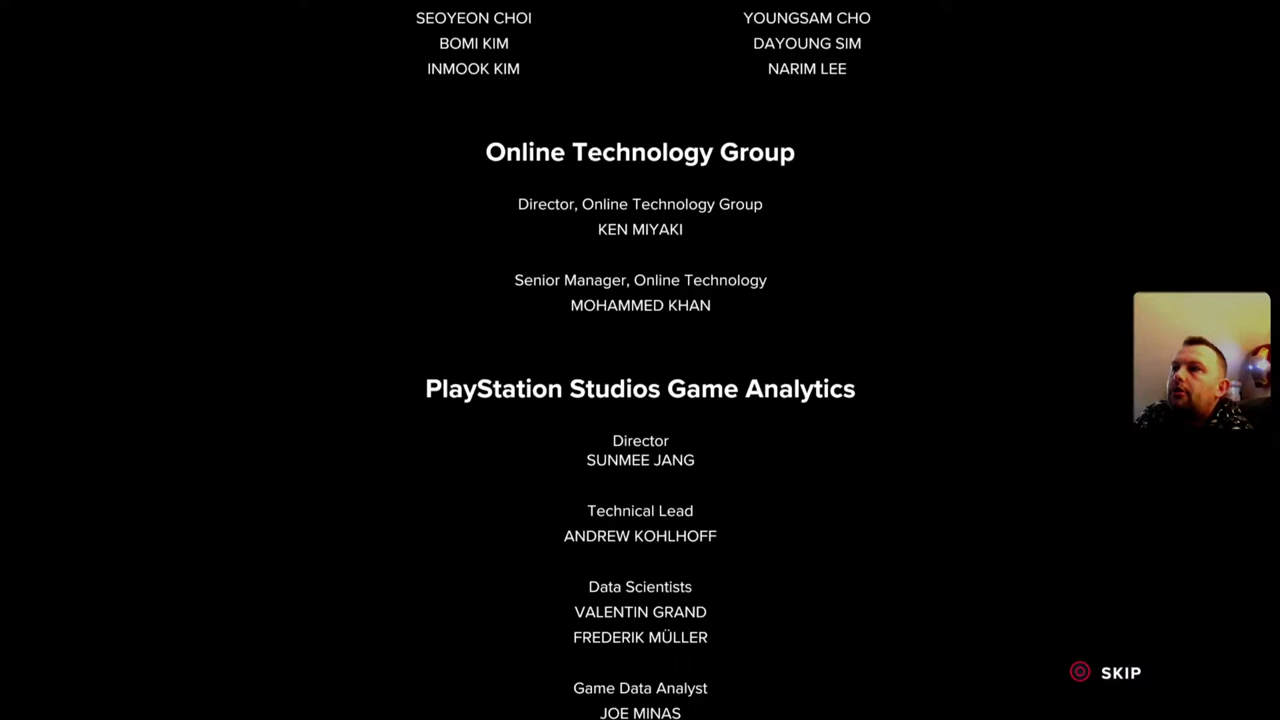 SEOYEON CHOI
YOUNGSAM CHO
BOMI KIM
DAYOUNG SIM
INMOOK KIM
NARIM LEE
Online Technology Group
Director, Online Technology Group
KEN MIYAKI
Senior Manager, Online Technology
MOHAMMED KHAN
PlayStation Studios Game Analytics
Director
SUNMEE JANG
Technical Lead
ANDREW KOHLHOFF
Data Scientists
VALENTIN GRAND
FREDERIK MÜLLER
Game Data Analyst
JOE MINAS
SKIP